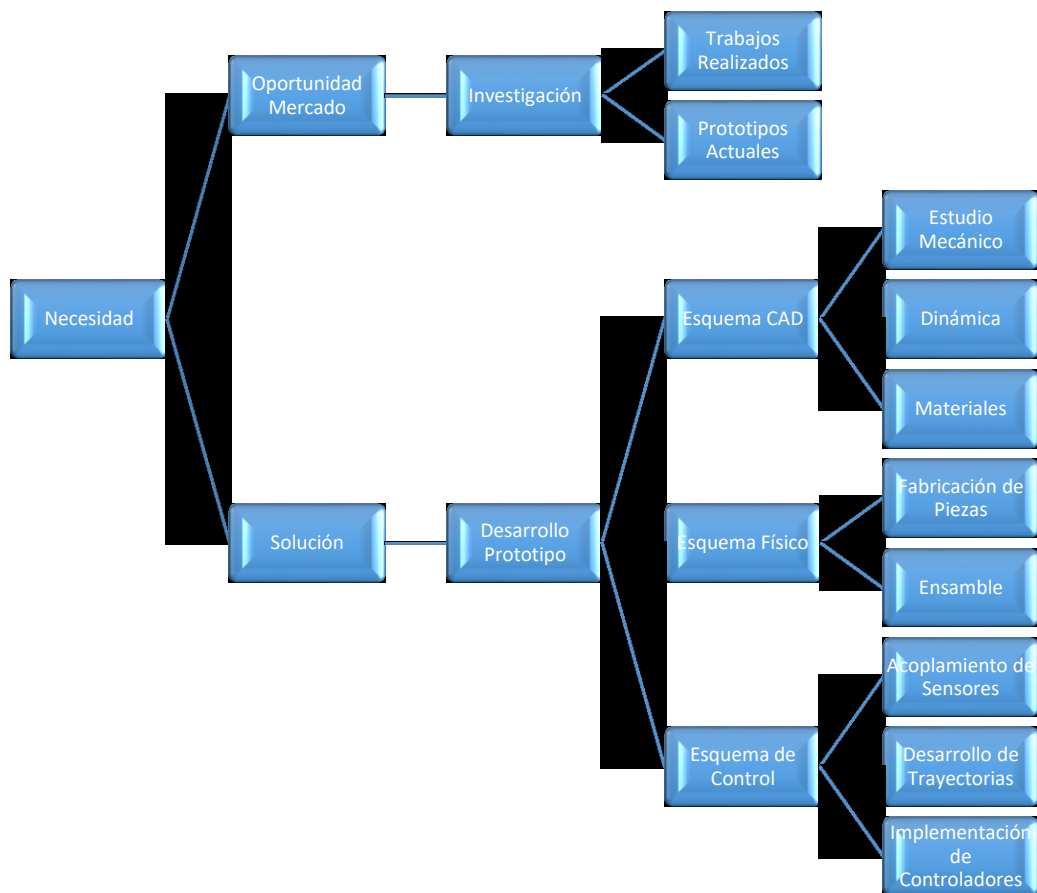 Trabajos
Realizados
Oportunidad
Mercado
Investigación
Prototipos
Actuales
Estudio
Mecánico
Necesidad
Esquema CAD
Dinámica
Materiales
Fabricación de
Piezas
Solución
Desarrollo
Prototipo
Esquema Físico
Ensamble
Acoplamiento de
Sensores
Esquema de
Control
Desarrollo de
Trayectorias
Implementación
de
Controladores